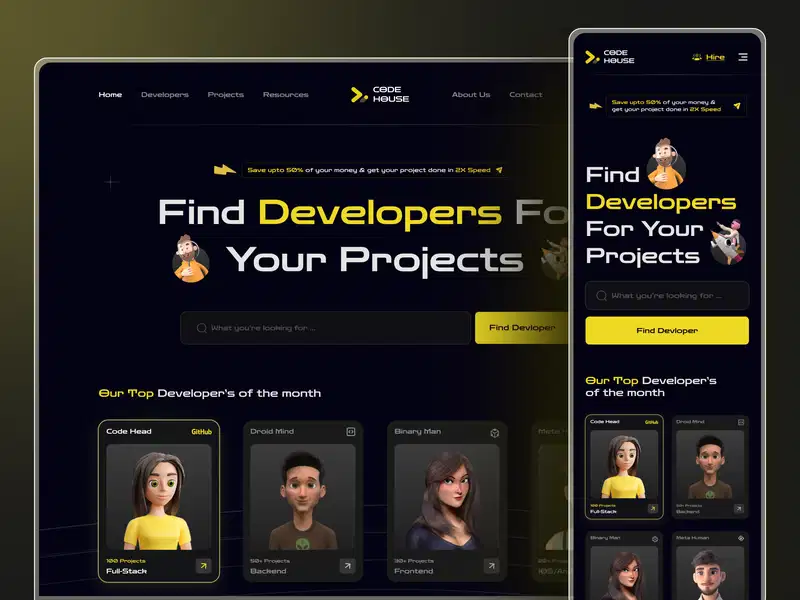 Home
Developers
Projects
Resources
CODE
HOUSE
About Us
Contact
Save upto 50% of your money & get your project done in 2X Speed
Find Developers Fo
Your Projects
What you're looking for ...
Find Devloper
Our Top Developer's of the month
Code Head
GitHub
100 Projects
Full-Stack
Droid Mind
50+ Projects
Backend
Binary Man
30+ Projects
Frontend
Meta H
20+ Projects
iOS/An
CODE
HOUSE
Hire
Save upto 50% of your money &
get your project done in 2X Speed
Find
Developers
For Your
Projects
What you're looking for ...
Find Devloper
Our Top Developer's
of the month
Code Head
GitHub
100 Projects
Full-Stack
Droid Mind
50+ Projects
Backend
Binary Man
Meta Human